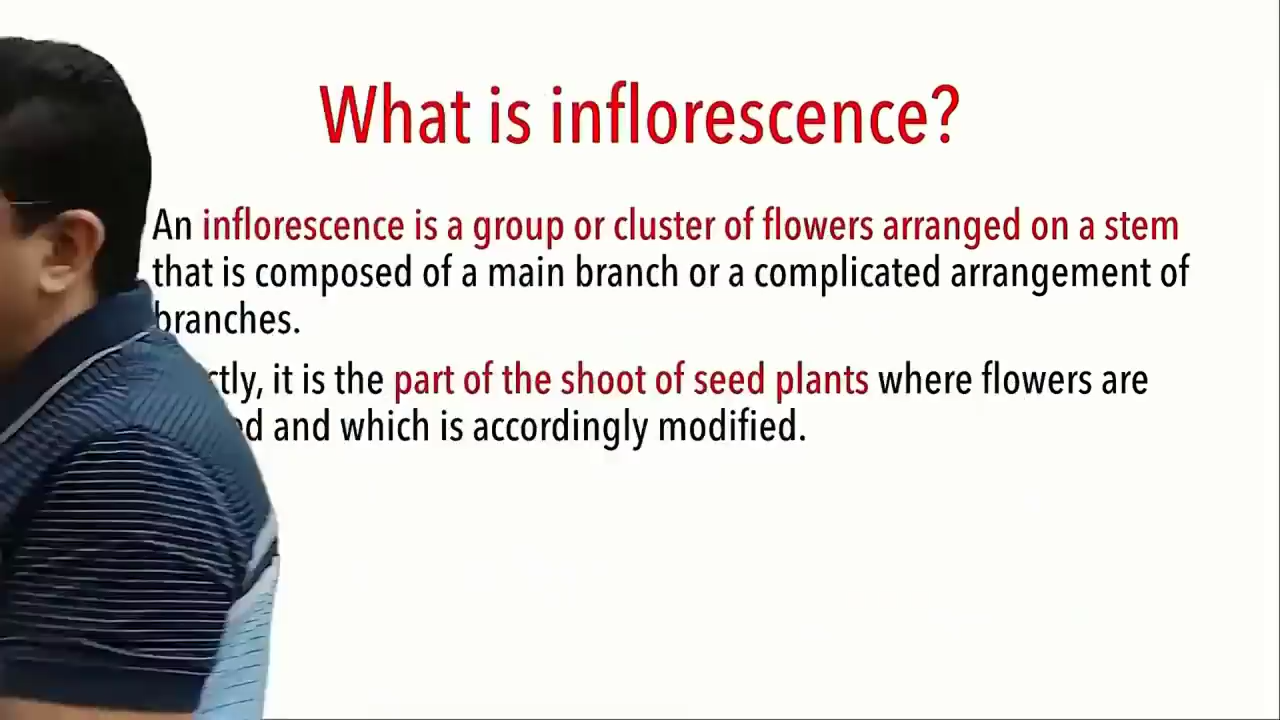 What is inflorescence?
An inflorescence is a group or cluster of flowers arranged on a stem
that is composed of a main branch or a complicated arrangement of
branches.
it is the part of the shoot of seed plants where flowers are
and which is accordingly modified.